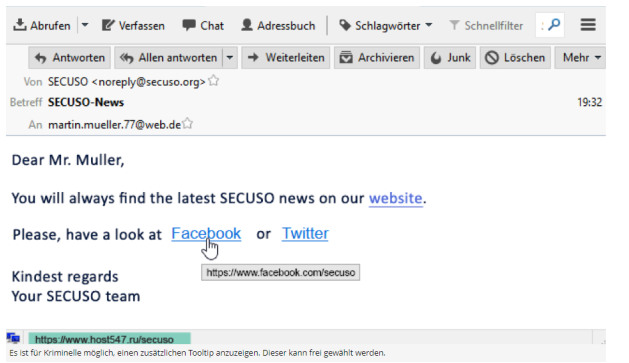 Abrufen Verfassen Chat Adressbuch Schlagwörter Schnellfilter
Antworten Allen antworten Weiterleiten Archivieren Junk Löschen Mehr
Von SECUSO <noreply@secuso.org>
Betreff SECUSO-News 19:32
An martin.mueller.77@web.de
Dear Mr. Muller,
You will always find the latest SECUSO news on our website.
Please, have a look at Facebook or Twitter
https://www.facebook.com/secuso
Kindest regards
Your SECUSO team
https://www.host547.ru/secuso
Es ist für Kriminelle möglich, einen zusätzlichen Tooltip anzuzeigen. Dieser kann frei gewählt werden.